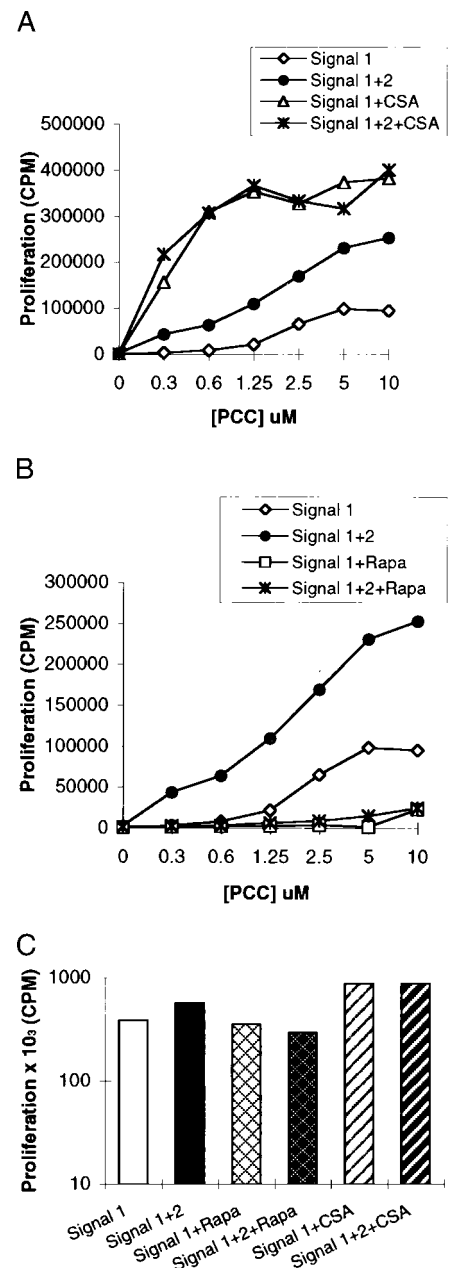 A
Signal 1
Signal 1+2
Signal 1+CSA
Signal 1+2+CSA
500000
400000
300000
200000
100000
0
Proliferation (CPM)
0 0.3 0.6 1.25 2.5 5 10
[PCC] uM
B
Signal 1
Signal 1+2
Signal 1+Rapa
Signal 1+2+Rapa
300000
250000
200000
150000
100000
50000
0
Proliferation (CPM)
0 0.3 0.6 1.25 2.5 5 10
[PCC] uM
C
1000
100
10
Proliferation x 10₃ (CPM)
Signal 1
Signal 1+2
Signal 1+Rapa
Signal 1+2+Rapa
Signal 1+CSA
Signal 1+2+CSA